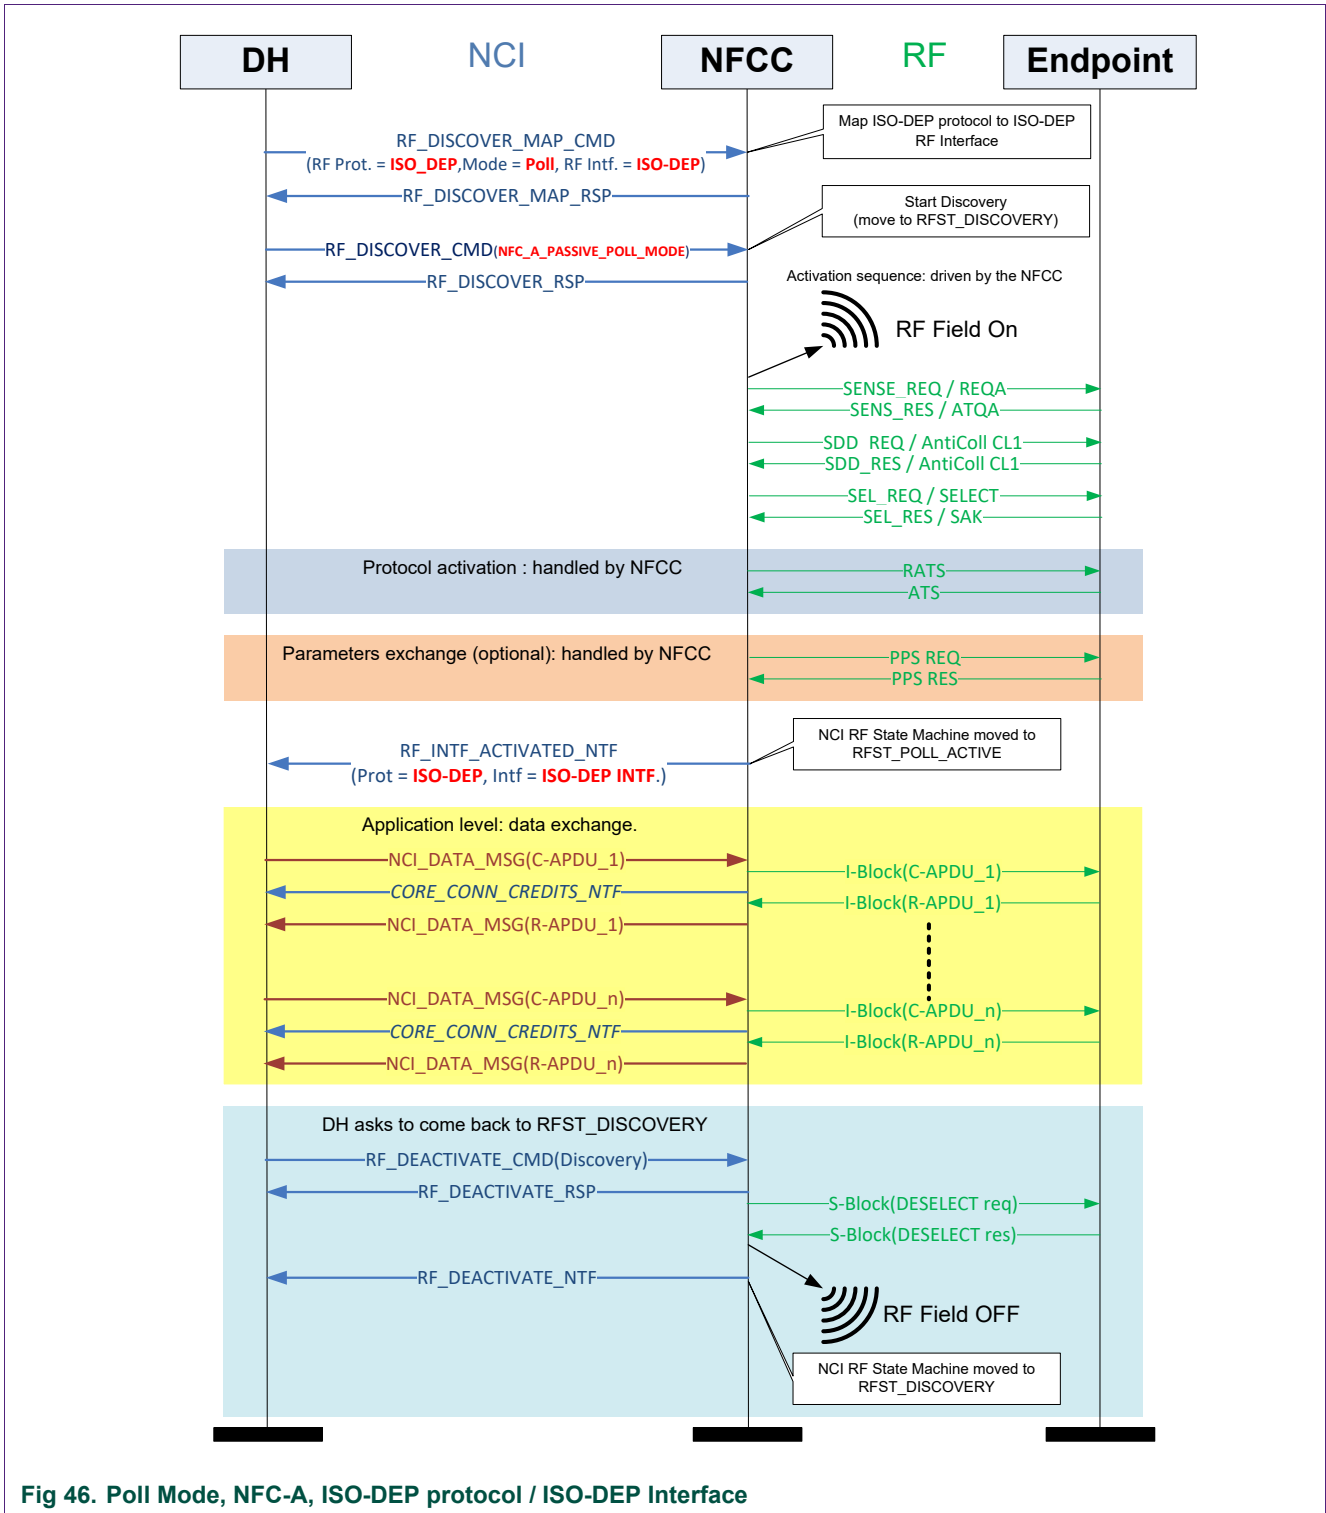 DH
NCI
NFCC
RF
Endpoint
RF_DISCOVER_MAP_CMD
(RF Prot. = ISO_DEP,Mode = Poll, RF Intf. = ISO-DEP)
Map ISO-DEP protocol to ISO-DEP
RF Interface
RF_DISCOVER_MAP_RSP
Start Discovery
(move to RFST_DISCOVERY)
RF_DISCOVER_CMD(NFC_A_PASSIVE_POLL_MODE)
RF_DISCOVER_RSP
Activation sequence: driven by the NFCC
RF Field On
SENSE_REQ / REQA
SENS_RES / ATQA
SDD_REQ / AntiColl CL1
SDD_RES / AntiColl CL1
SEL_REQ / SELECT
SEL_RES / SAK
Protocol activation : handled by NFCC
RATS
ATS
Parameters exchange (optional): handled by NFCC
PPS REQ
PPS RES
NCI RF State Machine moved to
RFST_POLL_ACTIVE
RF_INTF_ACTIVATED_NTF
(Prot = ISO-DEP, Intf = ISO-DEP INTF.)
Application level: data exchange.
NCI_DATA_MSG(C-APDU_1)
I-Block(C-APDU_1)
CORE_CONN_CREDITS_NTF
I-Block(R-APDU_1)
NCI_DATA_MSG(R-APDU_1)
NCI_DATA_MSG(C-APDU_n)
I-Block(C-APDU_n)
CORE_CONN_CREDITS_NTF
I-Block(R-APDU_n)
NCI_DATA_MSG(R-APDU_n)
DH asks to come back to RFST_DISCOVERY
RF_DEACTIVATE_CMD(Discovery)
RF_DEACTIVATE_RSP
S-Block(DESELECT req)
S-Block(DESELECT res)
RF_DEACTIVATE_NTF
RF Field OFF
NCI RF State Machine moved to
RFST_DISCOVERY
Fig 46. Poll Mode, NFC-A, ISO-DEP protocol / ISO-DEP Interface